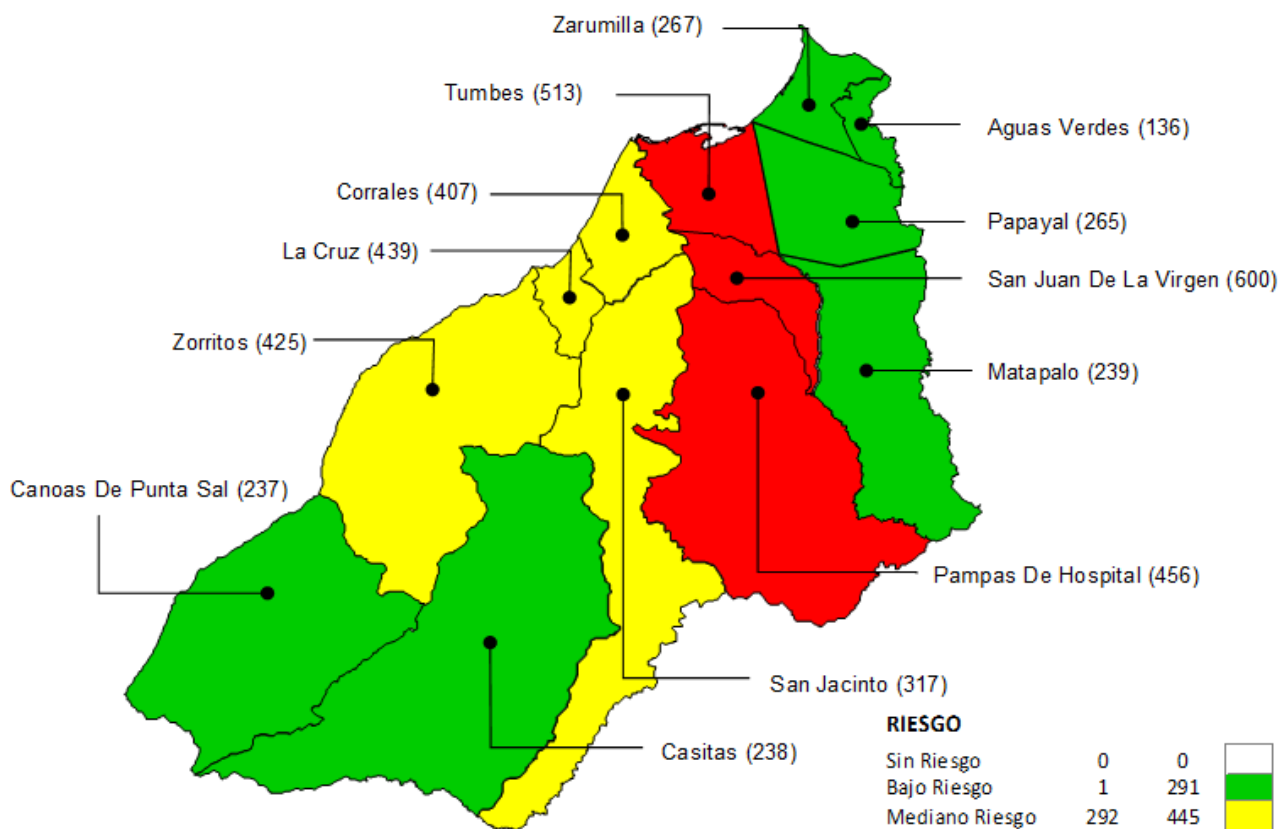 Zarumilla (267)
Tumbes (513)
Aguas Verdes (136)
Corrales (407)
Papayal (265)
La Cruz (439)
San Juan De La Virgen (600)
Zorritos (425)
Matapalo (239)
Canoas De Punta Sal (237)
Pampas De Hospital (456)
San Jacinto (317)
Casitas (238)
RIESGO
Sin Riesgo 0 0
Bajo Riesgo 1 291
Mediano Riesgo 292 445